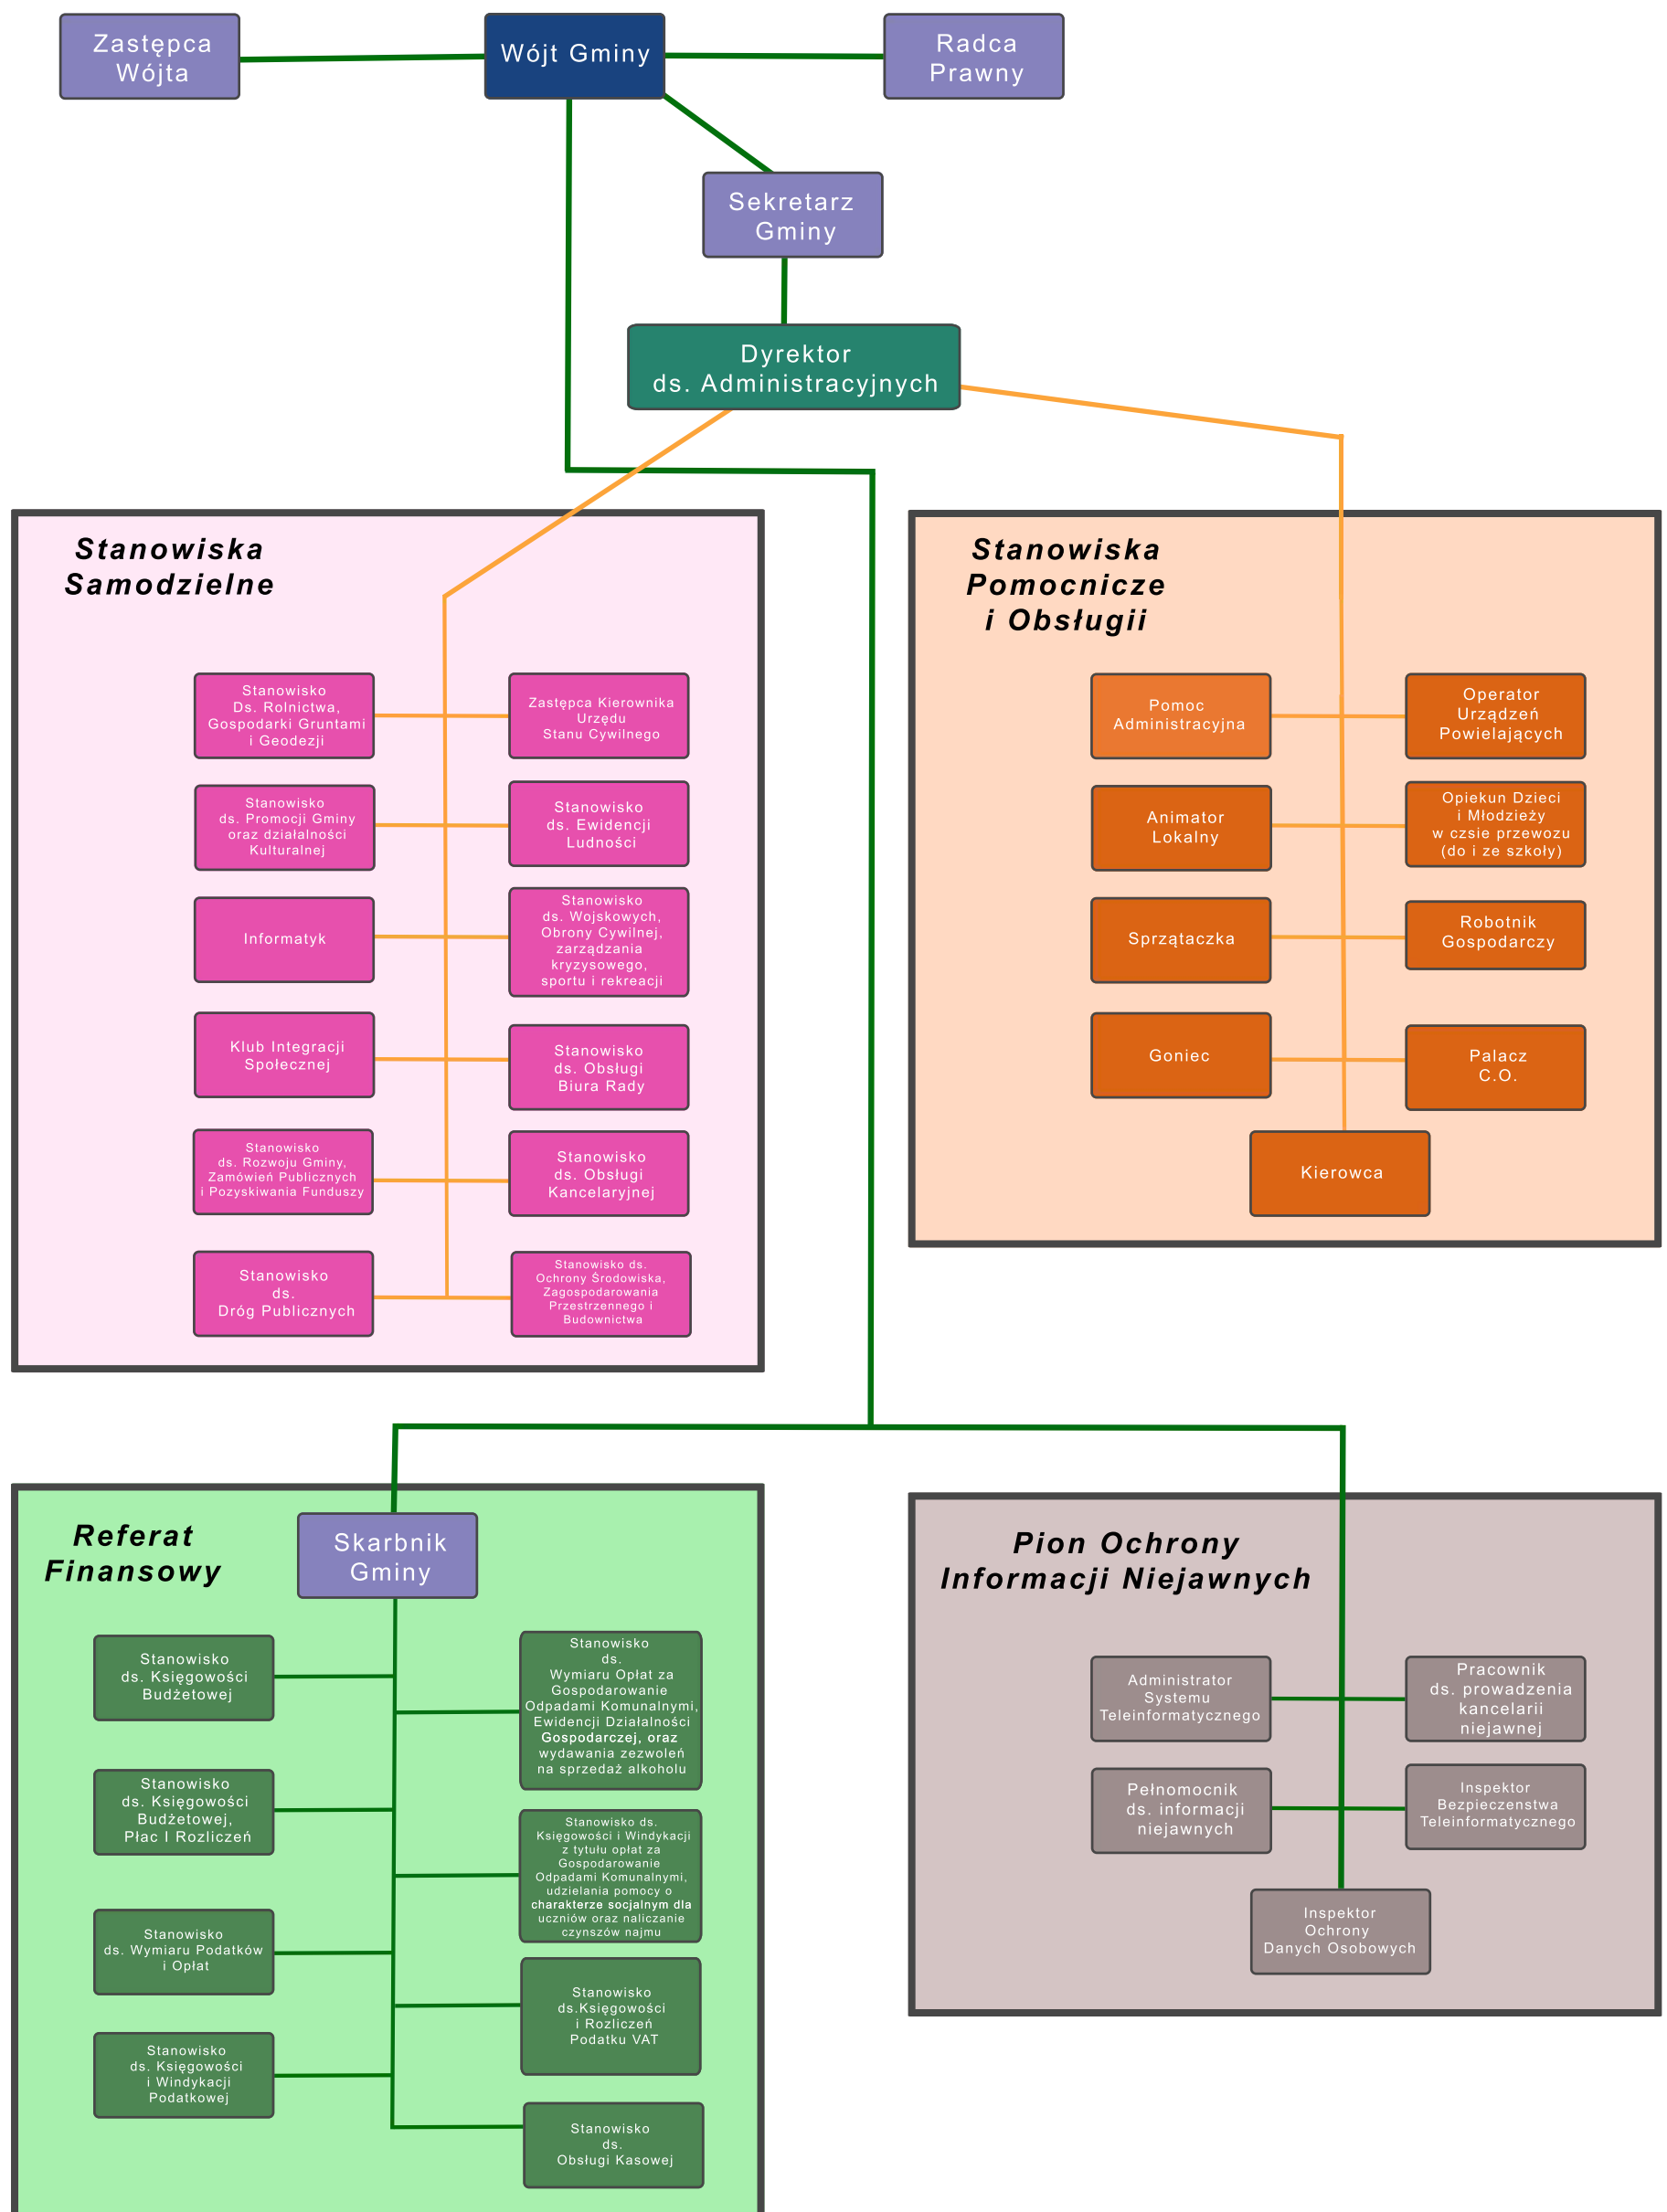 Zastępca
Wójta
Wójt Gminy
Radca
Prawny
Sekretarz
Gminy
Dyrektor
ds. Administracyjnych
Stanowiska
Samodzielne
Stanowisko
Ds. Rolnictwa,
Gospodarki Gruntami
i Geodezji
Zastępca Kierownika
Urzędu
Stanu Cywilnego
Stanowisko
ds. Promocji Gminy
oraz działalności
Kulturalnej
Stanowisko
ds. Ewidencji
Ludności
Informatyk
Stanowisko
ds. Wojskowych,
Obrony Cywilnej,
zarządzania
kryzysowego,
sportu i rekreacji
Klub Integracji
Społecznej
Stanowisko
ds. Obsługi
Biura Rady
Stanowisko
ds. Rozwoju Gminy,
Zamówień Publicznych
i Pozyskiwania Funduszy
Stanowisko
ds. Obsługi
Kancelaryjnej
Stanowisko
ds.
Dróg Publicznych
Stanowisko ds.
Ochrony Środowiska,
Zagospodarowania
Przestrzennego i
Budownictwa
Stanowiska
Pomocnicze
i Obsługii
Pomoc
Administracyjna
Operator
Urządzeń
Powielających
Animator
Lokalny
Opiekun Dzieci
i Młodzieży
w czsie przewozu
(do i ze szkoły)
Sprzątaczka
Robotnik
Gospodarczy
Goniec
Palacz
C.O.
Kierowca
Referat
Finansowy
Skarbnik
Gminy
Stanowisko
ds. Księgowości
Budżetowej
Stanowisko
ds.
Wymiaru Opłat za
Gospodarowanie
Odpadami Komunalnymi,
Ewidencji Działalności
Gospodarczej, oraz
wydawania zezwoleń
na sprzedaż alkoholu
Stanowisko
ds. Księgowości
Budżetowej,
Płac I Rozliczeń
Stanowisko ds.
Księgowości i Windykacji
z tytułu opłat za
Gospodarowanie
Odpadami Komunalnymi,
udzielania pomocy o
charakterze socjalnym dla
uczniów oraz naliczanie
czynszów najmu
Stanowisko
ds. Wymiaru Podatków
i Opłat
Stanowisko
ds.Księgowości
i Rozliczeń
Podatku VAT
Stanowisko
ds. Księgowości
i Windykacji
Podatkowej
Stanowisko
ds.
Obsługi Kasowej
Pion Ochrony
Informacji Niejawnych
Administrator
Systemu
Teleinformatycznego
Pracownik
ds. prowadzenia
kancelarii
niejawnej
Pełnomocnik
ds. informacji
niejawnych
Inspektor
Bezpieczenstwa
Teleinformatycznego
Inspektor
Ochrony
Danych Osobowych